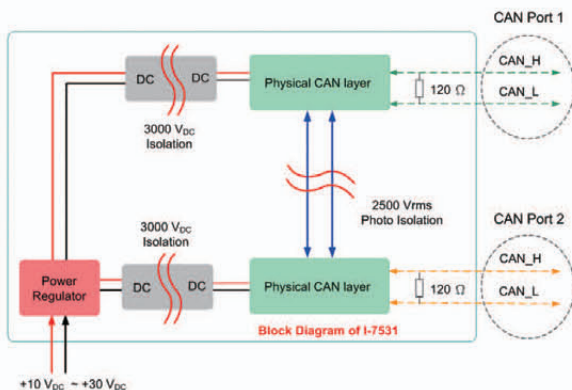 CAN Port 1
DC
DC
Physical CAN layer
CAN_H
120 Ω
CAN_L
3000 VDC
Isolation
2500 Vrms
Photo Isolation
3000 VDC
Isolation
CAN Port 2
Power
Regulator
DC
DC
Physical CAN layer
CAN_H
120 Ω
CAN_L
Block Diagram of I-7531
+10 VDC ~ +30 VDC